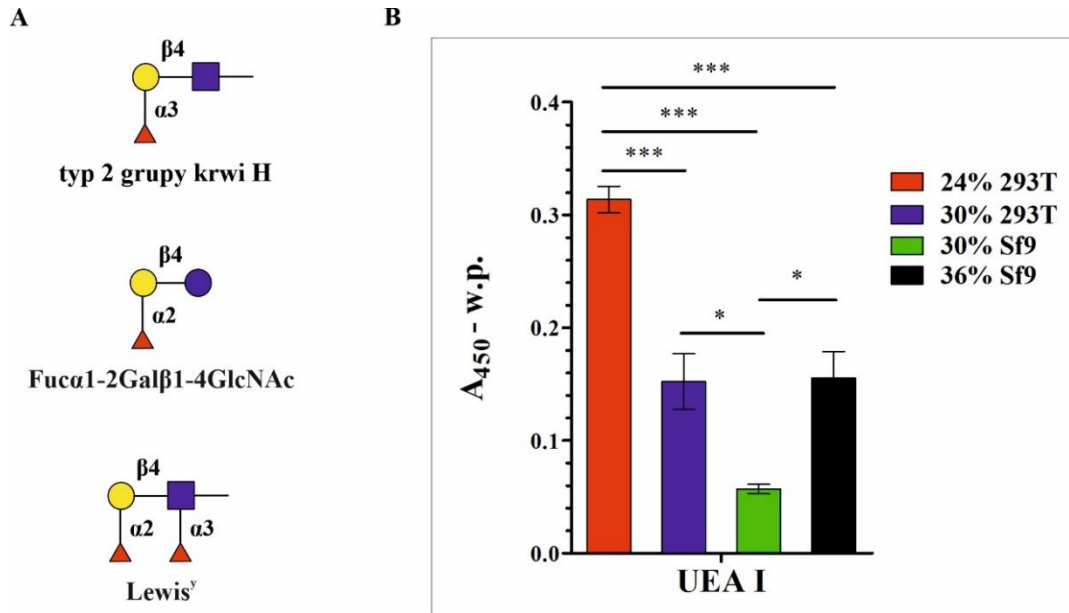 A
β4
α3
typ 2 grupy krwi H
β4
α2
Fucα1-2Galβ1-4GlcNAc
β4
α2 α3
Lewisʸ
B
***
***
***
*
*
0.4
0.3
0.2
0.1
0.0
A₄₅₀- w.p.
UEA I
24% 293T
30% 293T
30% Sf9
36% Sf9